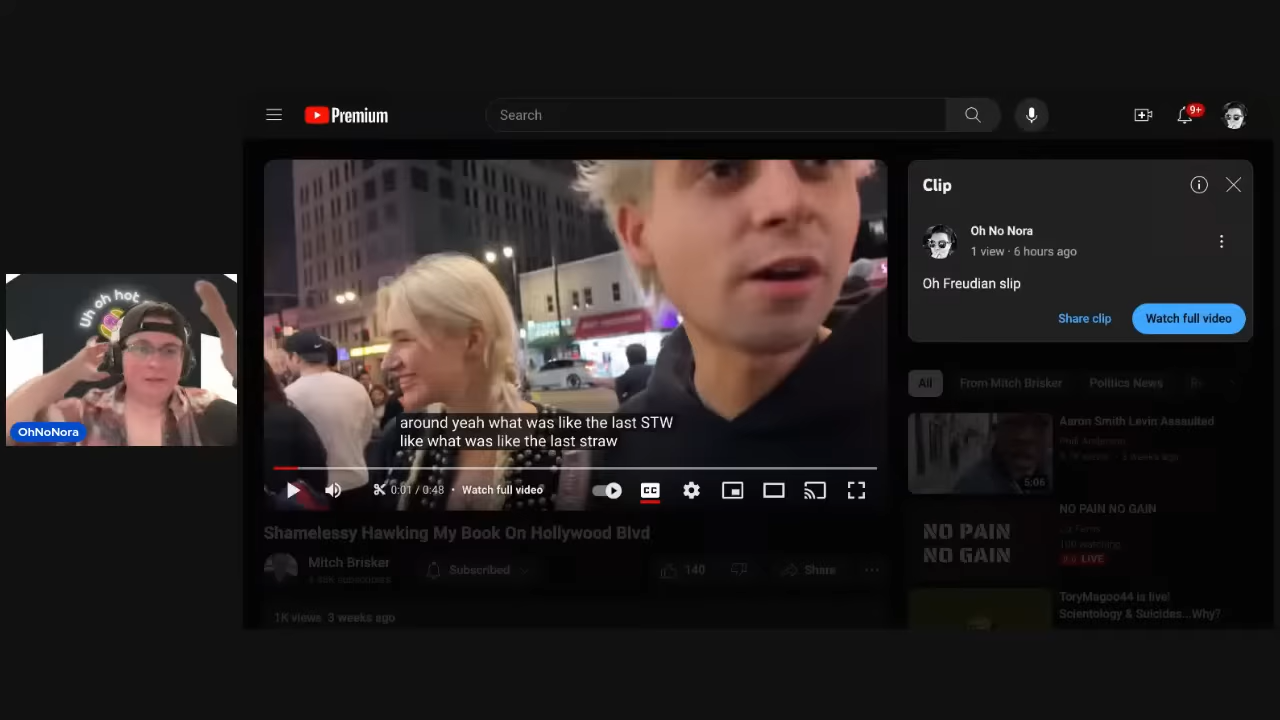 Premium
Search
9+
Clip
Oh No Nora
1 view · 6 hours ago
Oh Freudian slip
Share clip
Watch full video
Uh oh hot
OhNoNora
around yeah what was like the last STW
like what was like the last straw
0:01 / 0:48 • Watch full video
CC
All
From Mitch Brisker
Politics News
Shamelessy Hawking My Book On Hollywood Blvd
Mitch Brisker
Subscribed
140
Share
1K views 3 weeks ago
Aaron Smith Levin Assaulted
5:06
NO PAIN NO GAIN
NO PAIN
NO GAIN
LIVE
ToryMagoo44 is live!
Scientology & Suicides...Why?